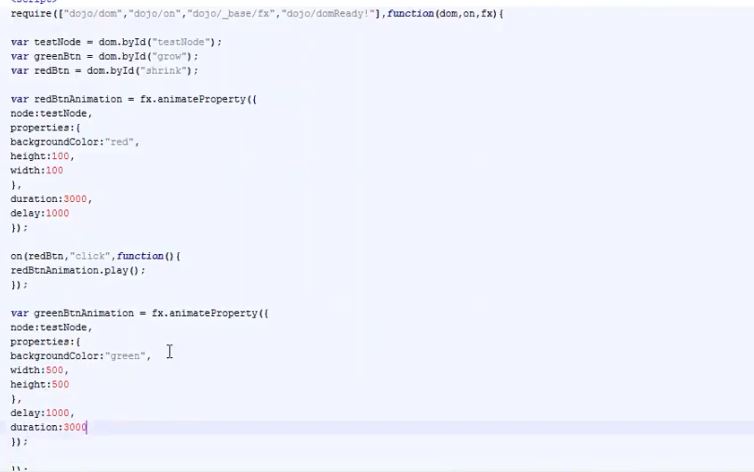 <script>
require(["dojo/dom","dojo/on","dojo/_base/fx","dojo/domReady!"],function(dom,on,fx){
var testNode = dom.byId("testNode");
var greenBtn = dom.byId("grow");
var redBtn = dom.byId("shrink");
var redBtnAnimation = fx.animateProperty({
node:testNode,
properties:{
backgroundColor:"red",
height:100,
width:100
},
duration:3000,
delay:1000
});
on(redBtn,"click",function(){
redBtnAnimation.play();
});
var greenBtnAnimation = fx.animateProperty({
node:testNode,
properties:{
backgroundColor:"green",
width:500,
height:500
},
delay:1000,
duration:3000
});
});